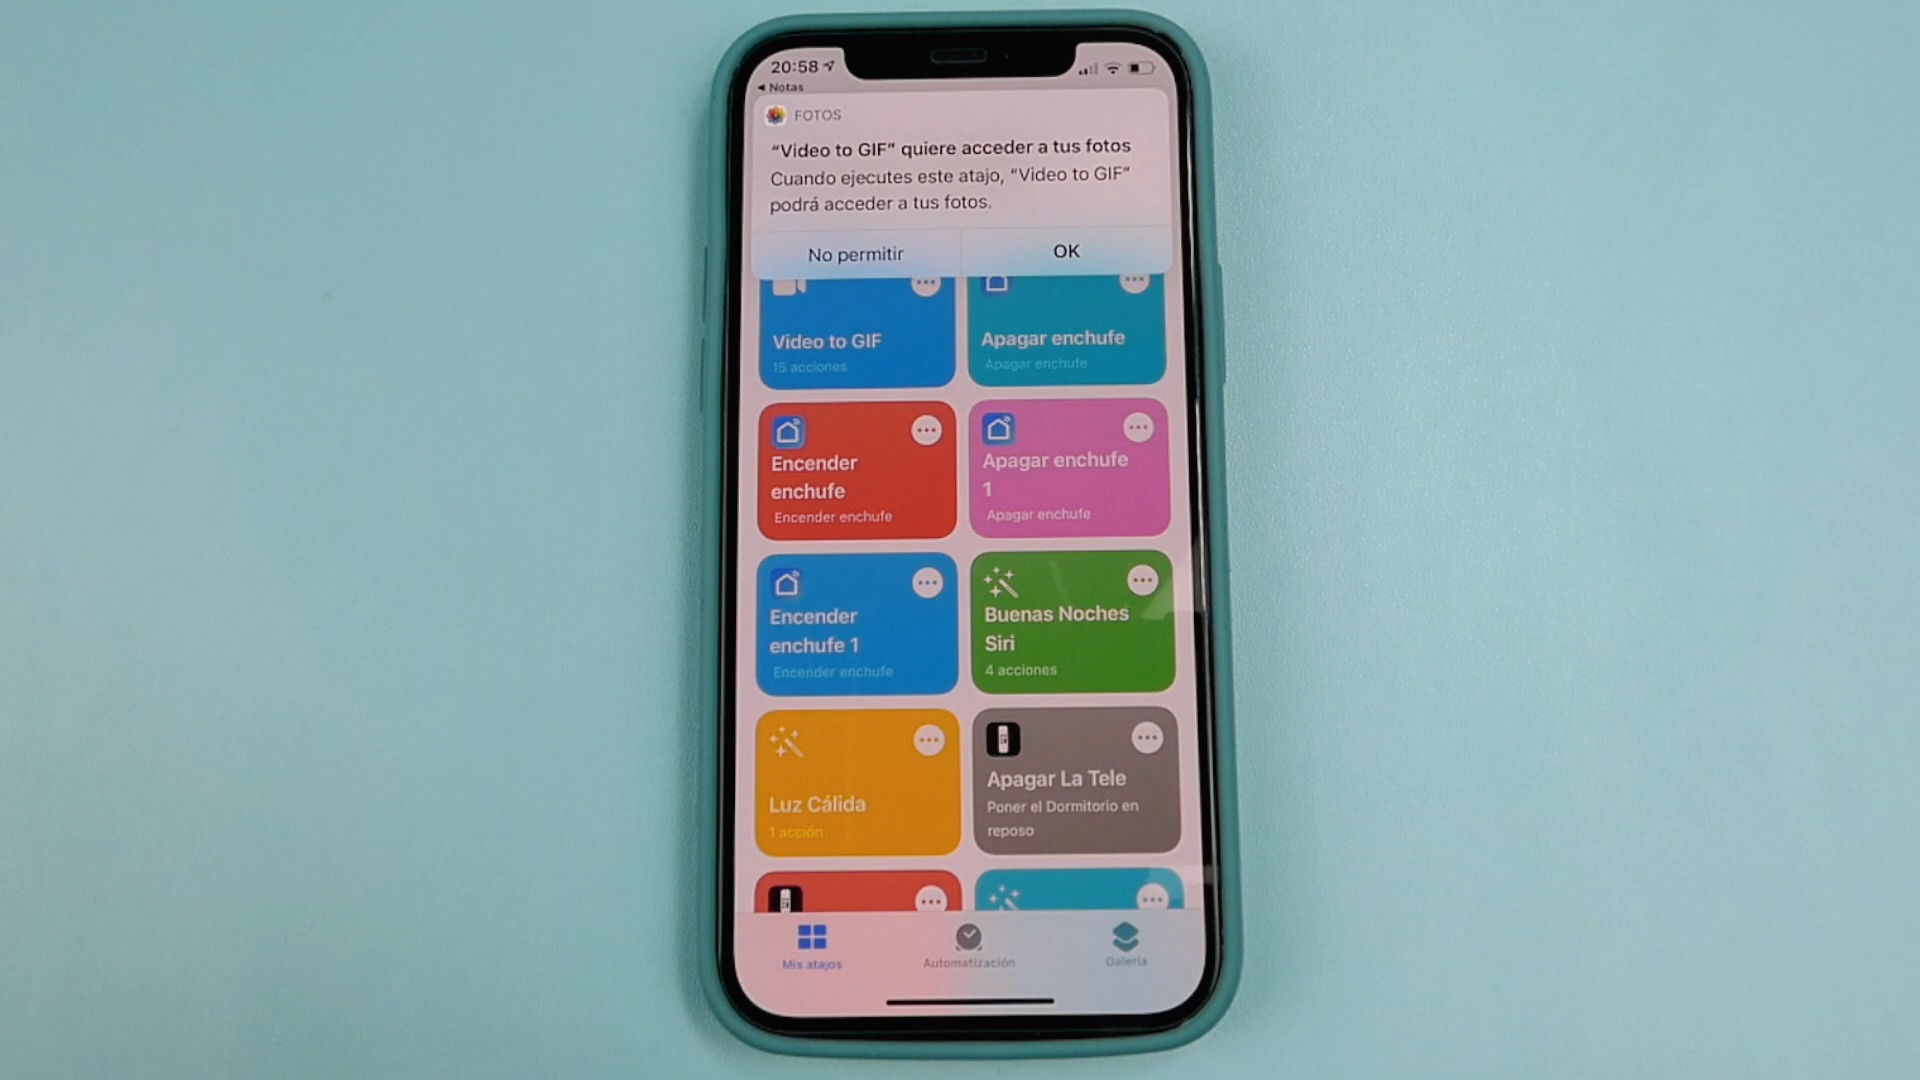 20:58
◀ Notas
FOTOS
“Video to GIF” quiere acceder a tus fotos
Cuando ejecutes este atajo, “Video to GIF”
podrá acceder a tus fotos.
No permitir
OK
Video to GIF
15 acciones
Apagar enchufe
Apagar enchufe
Encender
enchufe
Encender enchufe
Apagar enchufe
1
Apagar enchufe
Encender
enchufe 1
Encender enchufe
Buenas Noches
Siri
4 acciones
Luz Cálida
1 acción
Apagar La Tele
Poner el Dormitorio en
reposo
Mis atajos
Automatización
Galería